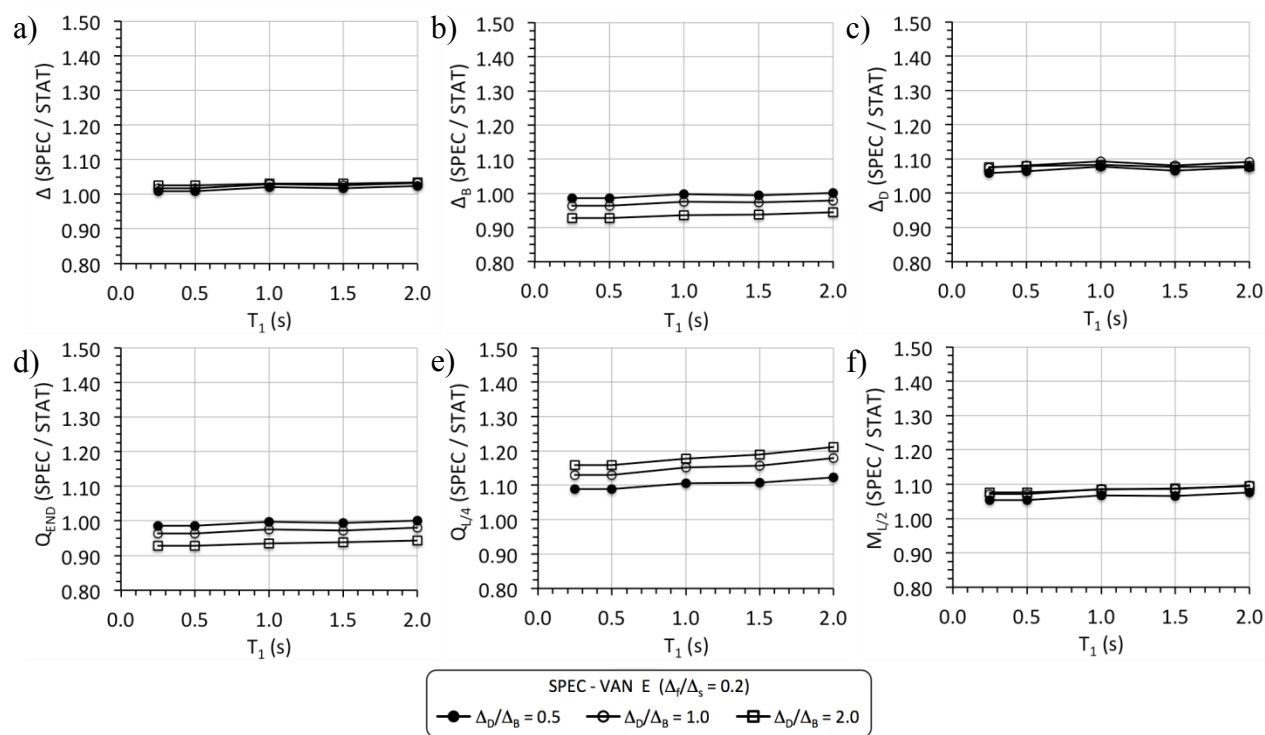 a)
1.50
1.40
1.30
1.20
1.10
1.00
0.90
0.80
Δ (SPEC / STAT)
0.0 0.5 1.0 1.5 2.0
T1 (s)
b)
1.50
1.40
1.30
1.20
1.10
1.00
0.90
0.80
ΔB (SPEC / STAT)
0.0 0.5 1.0 1.5 2.0
T1 (s)
c)
1.50
1.40
1.30
1.20
1.10
1.00
0.90
0.80
ΔD (SPEC / STAT)
0.0 0.5 1.0 1.5 2.0
T1 (s)
d)
1.50
1.40
1.30
1.20
1.10
1.00
0.90
0.80
QEND (SPEC / STAT)
0.0 0.5 1.0 1.5 2.0
T1 (s)
e)
1.50
1.40
1.30
1.20
1.10
1.00
0.90
0.80
QL/4 (SPEC / STAT)
0.0 0.5 1.0 1.5 2.0
T1 (s)
f)
1.50
1.40
1.30
1.20
1.10
1.00
0.90
0.80
ML/2 (SPEC / STAT)
0.0 0.5 1.0 1.5 2.0
T1 (s)
SPEC - VAN E (Δf/Δs = 0.2)
ΔD/ΔB = 0.5 ΔD/ΔB = 1.0 ΔD/ΔB = 2.0